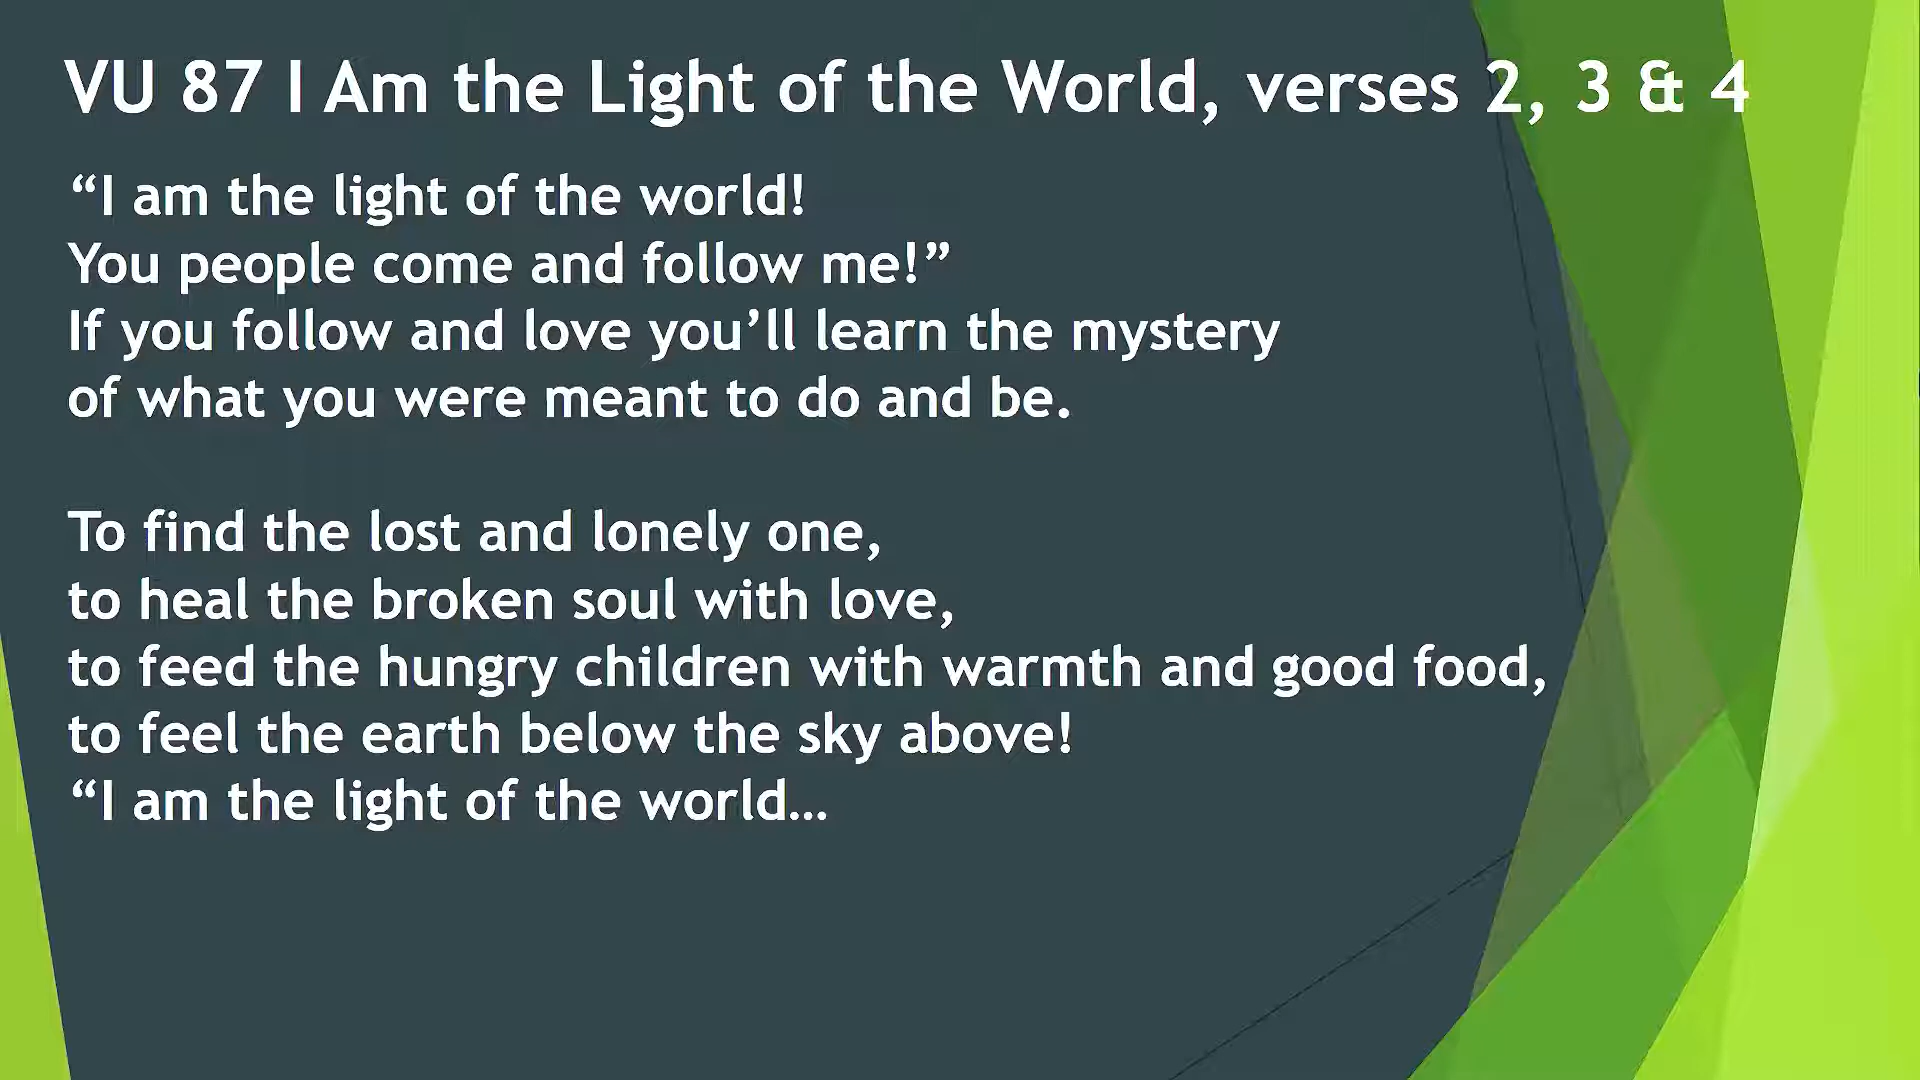 VU 87 I Am the Light of the World, verses 2, 3 & 4
“I am the light of the world!
You people come and follow me!”
If you follow and love you’ll learn the mystery
of what you were meant to do and be.
To find the lost and lonely one,
to heal the broken soul with love,
to feed the hungry children with warmth and good food,
to feel the earth below the sky above!
“I am the light of the world…